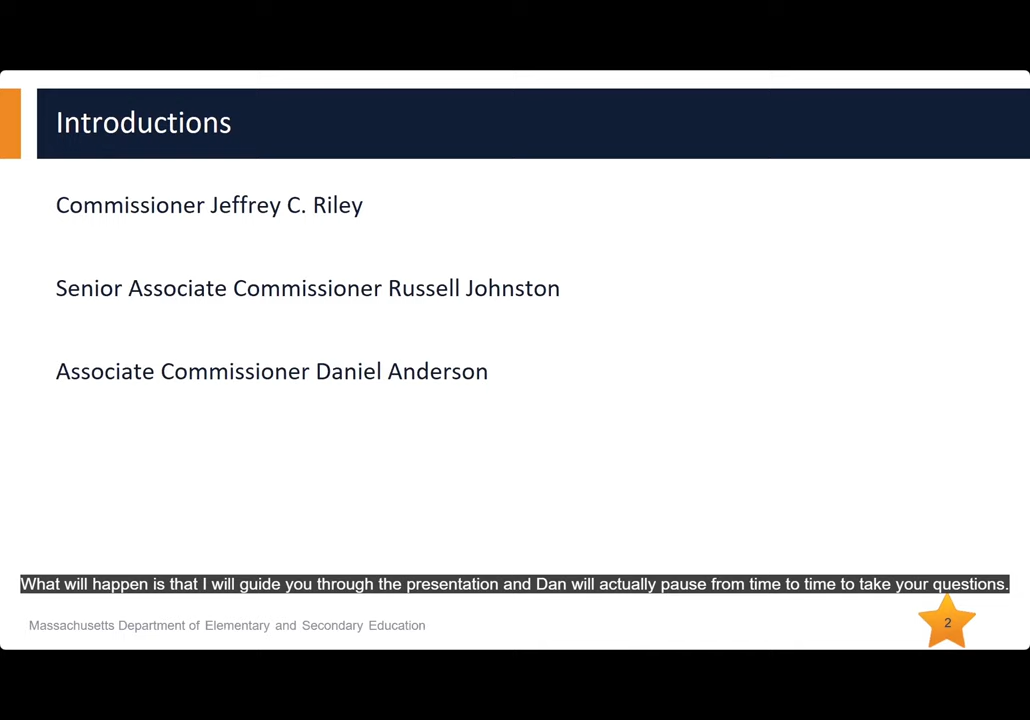 Introductions
Commissioner Jeffrey C. Riley
Senior Associate Commissioner Russell Johnston
Associate Commissioner Daniel Anderson
What will happen is that I will guide you through the presentation and Dan will actually pause from time to time to take your questions.
Massachusetts Department of Elementary and Secondary Education
2